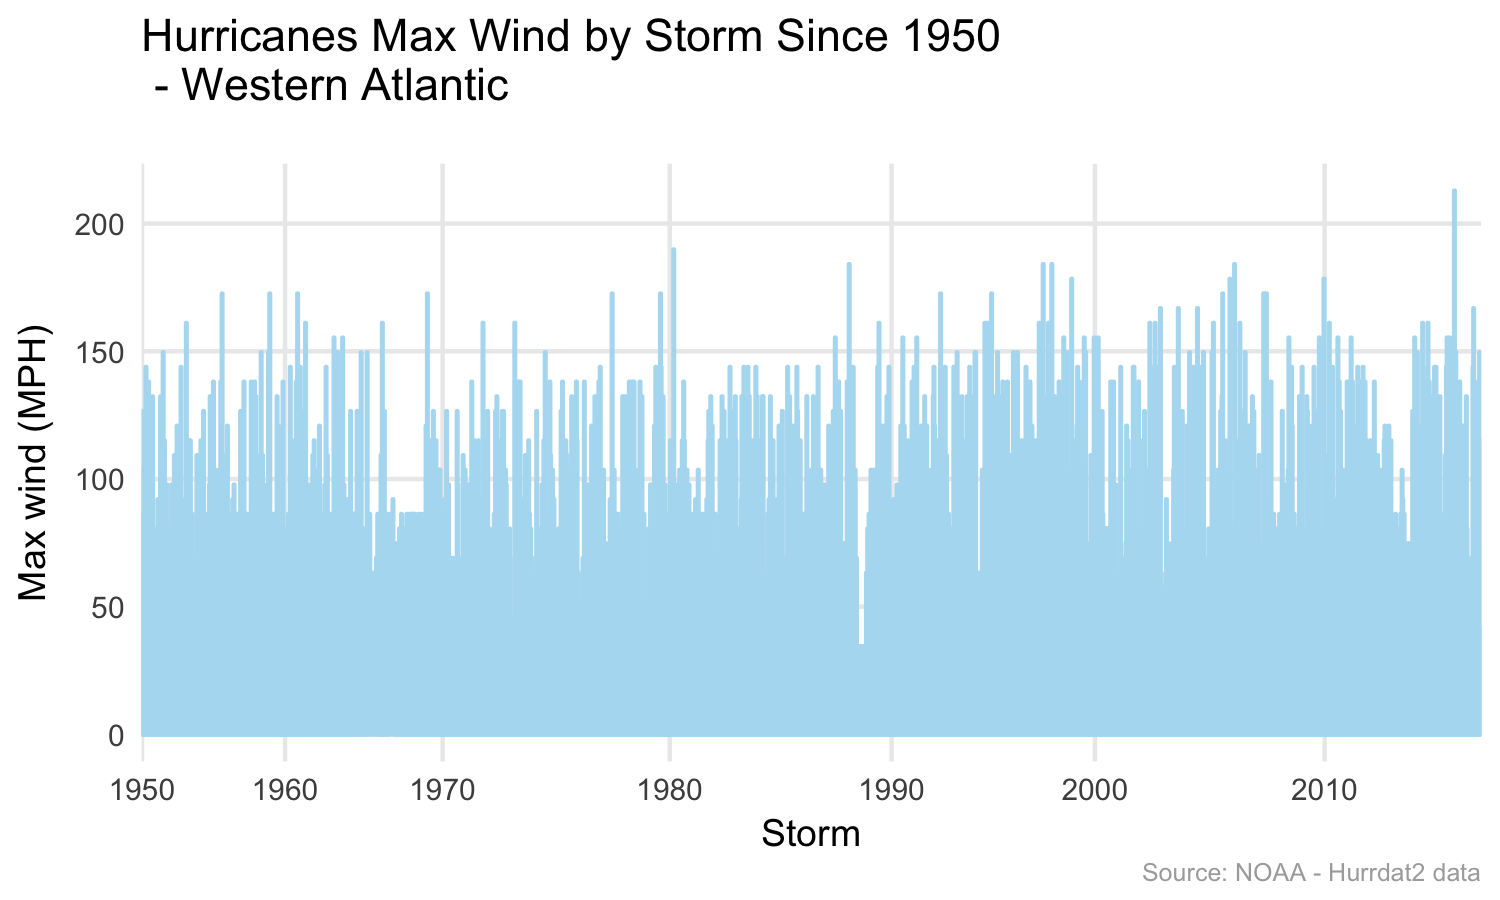 Hurricanes Max Wind by Storm Since 1950
- Western Atlantic
Max wind (MPH)
200
150
100
50
0
1950 1960 1970 1980 1990 2000 2010
Storm
Source: NOAA - Hurrdat2 data